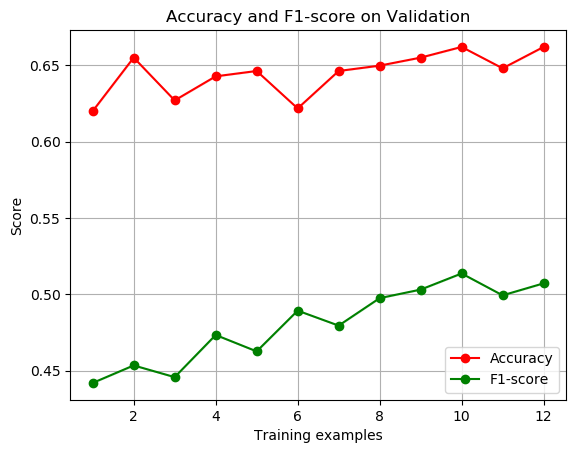 Accuracy and F1-score on Validation
Score
0.65
0.60
0.55
0.50
0.45
Accuracy
F1-score
2 4 6 8 10 12
Training examples